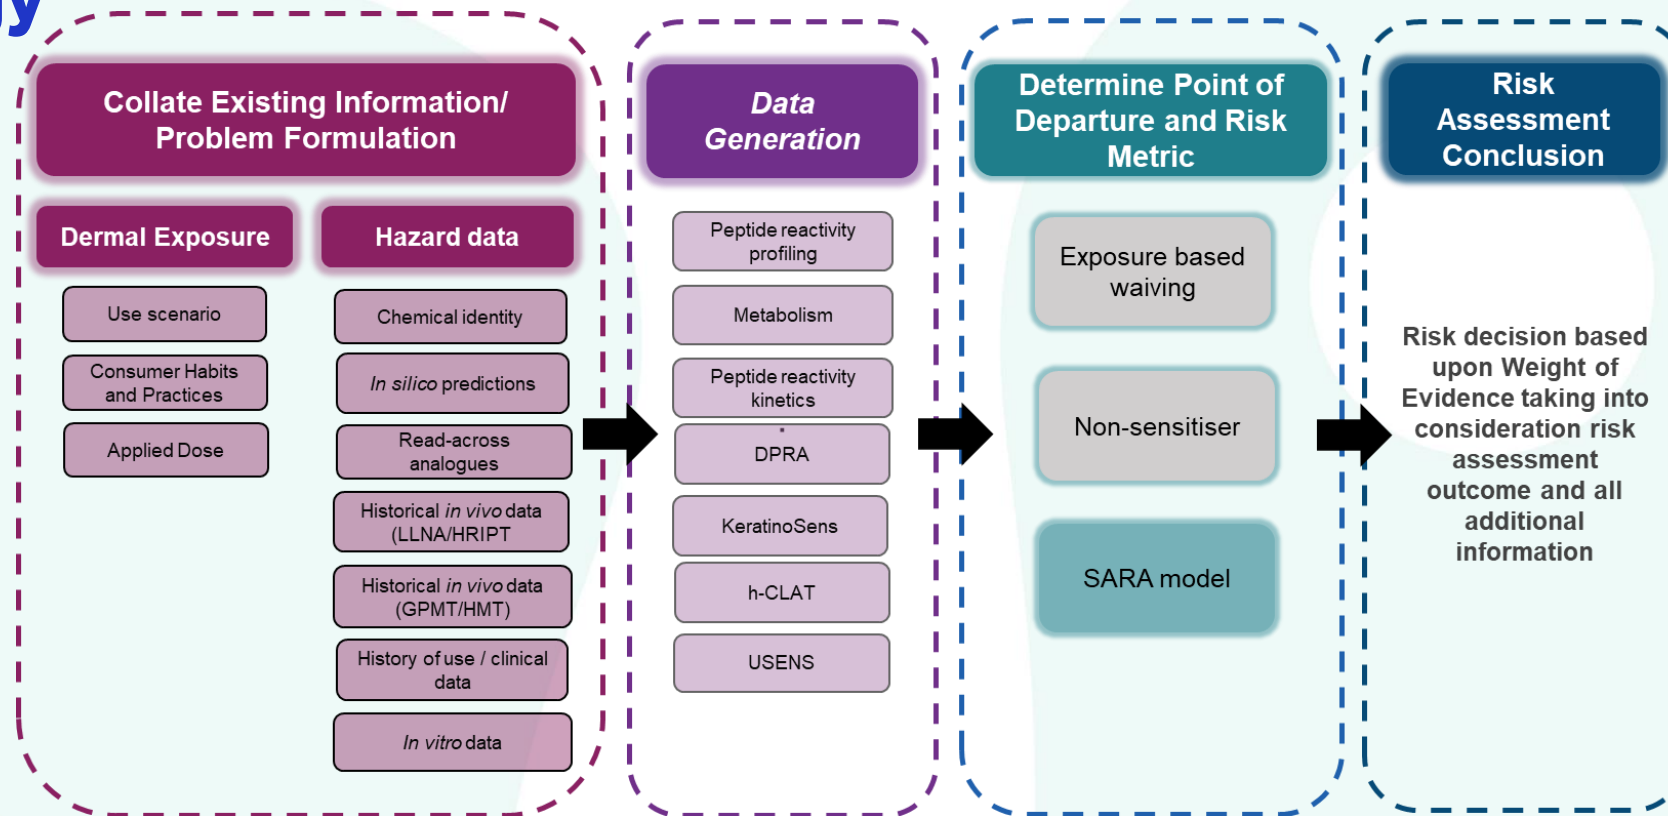 gy
Collate Existing Information/
Problem Formulation
Dermal Exposure
Use scenario
Consumer Habits
and Practices
Applied Dose
Hazard data
Chemical identity
In silico predictions
Read-across
analogues
Historical in vivo data
(LLNA/HRIPT
Historical in vivo data
(GPMT/HMT)
History of use / clinical
data
In vitro data
Data
Generation
Peptide reactivity
profiling
Metabolism
Peptide reactivity
kinetics
DPRA
KeratinoSens
h-CLAT
USENS
Determine Point of
Departure and Risk
Metric
Exposure based
waiving
Non-sensitiser
SARA model
Risk
Assessment
Conclusion
Risk decision based
upon Weight of
Evidence taking into
consideration risk
assessment
outcome and all
additional
information